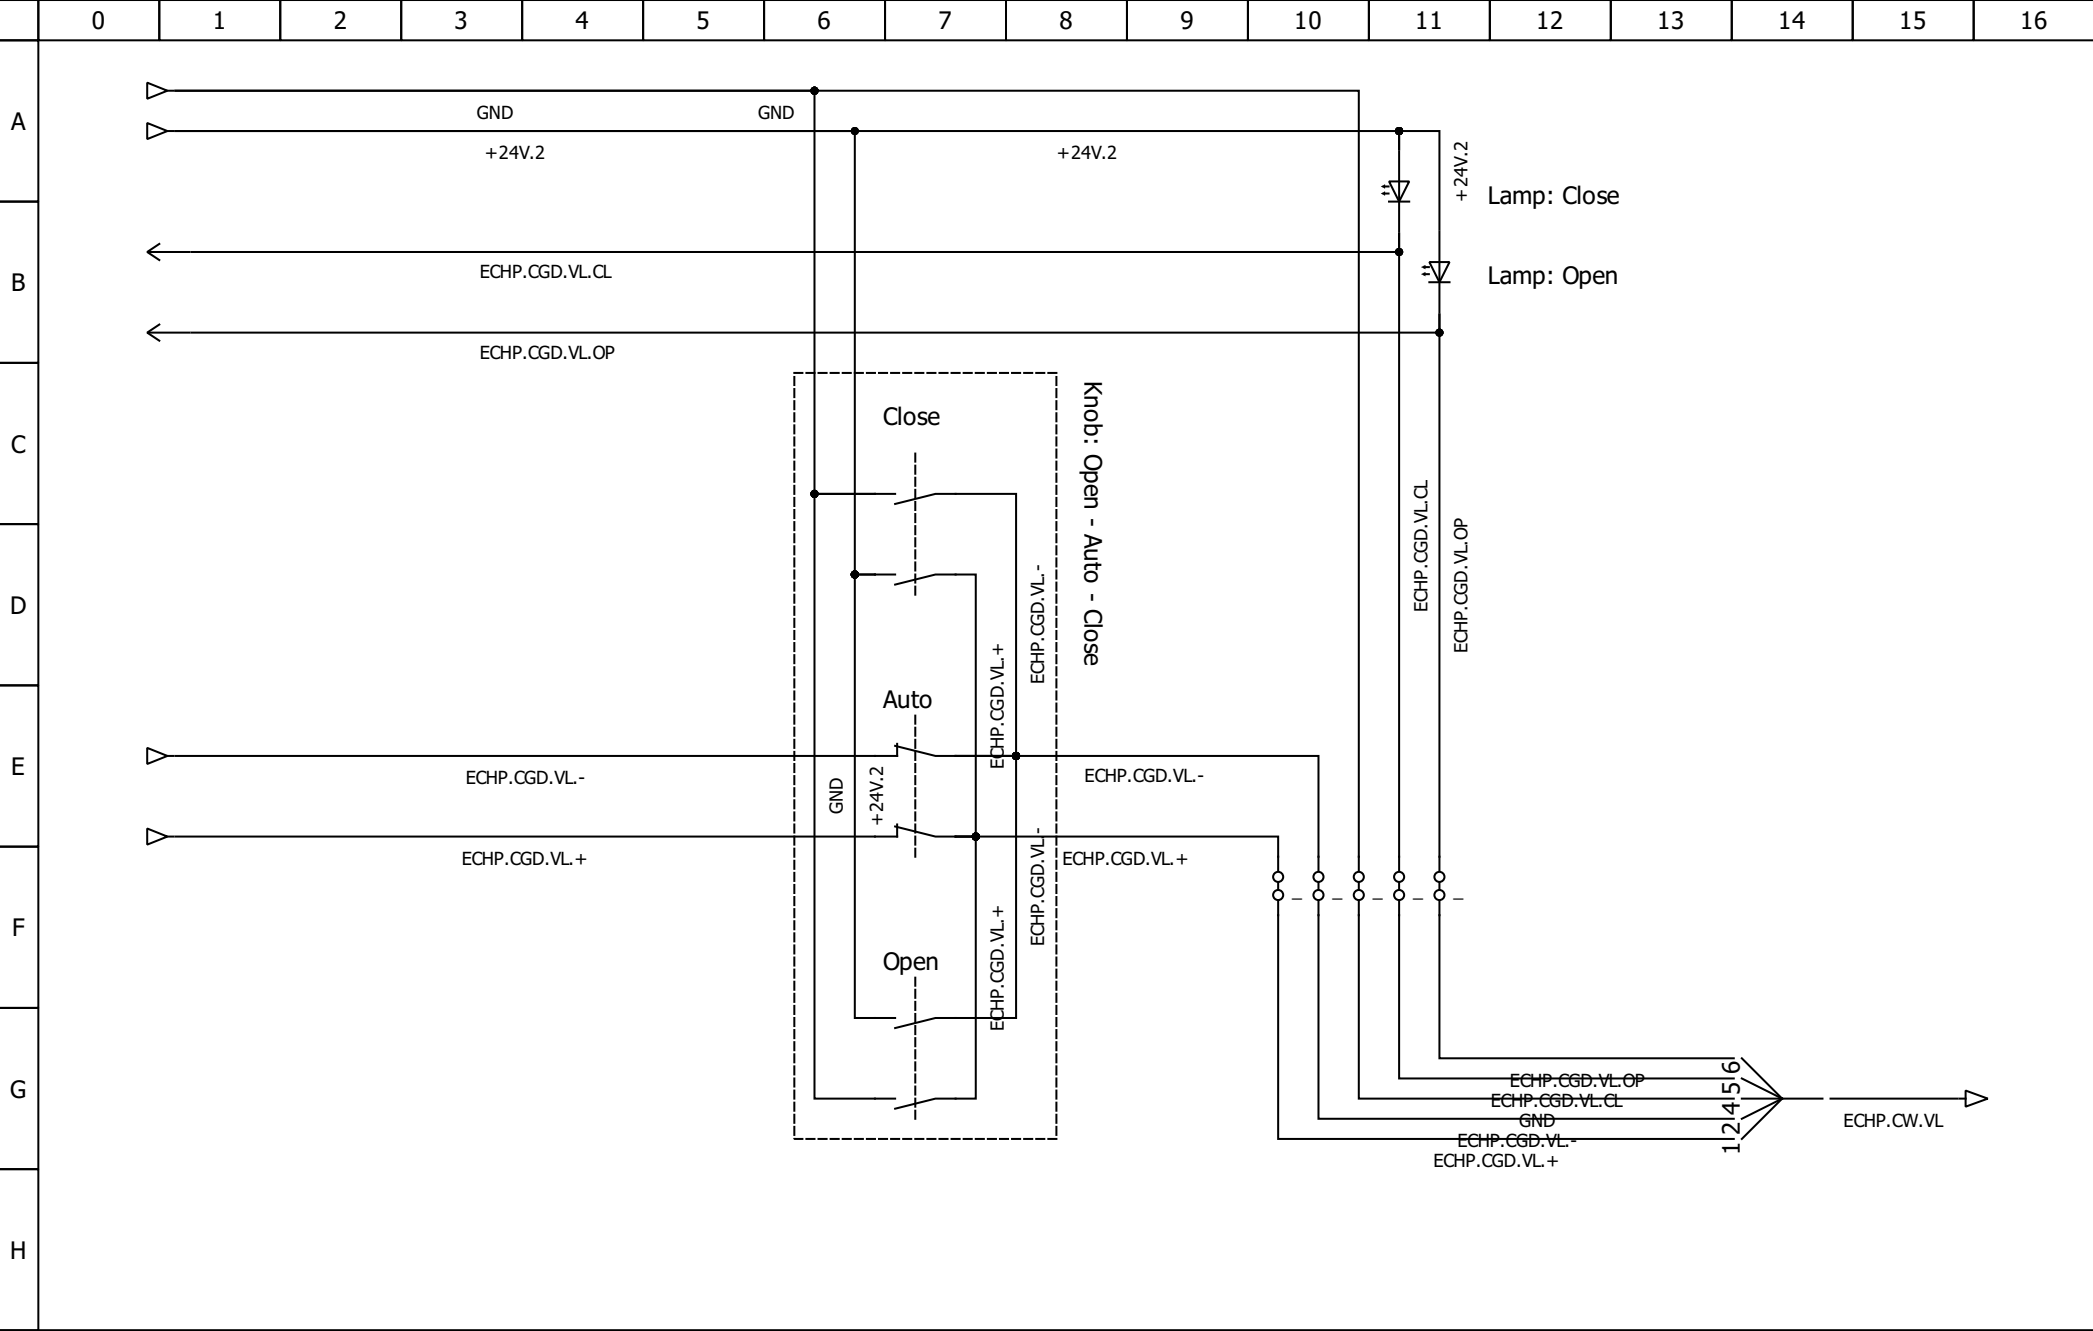 0 1 2 3 4 5 6 7 8 9 10 11 12 13 14 15 16
A
GND GND
+24V.2 +24V.2
+24V.2
Lamp: Close
B
ECHP.CGD.VL.CL
Lamp: Open
ECHP.CGD.VL.OP
C
Close
Knob: Open - Auto - Close
ECHP.CGD.VL.CL
ECHP.CGD.VL.OP
D
ECHP.CGD.VL.-
ECHP.CGD.VL.+
Auto
E
ECHP.CGD.VL.-
GND
+24V.2
ECHP.CGD.VL.-
ECHP.CGD.VL.+
ECHP.CGD.VL.-
ECHP.CGD.VL.+
F
_ _ _ _ _
ECHP.CGD.VL.+
Open
G
ECHP.CGD.VL.OP
6
ECHP.CGD.VL.CL
5
GND
4
ECHP.CGD.VL.-
2
ECHP.CGD.VL.+
1
ECHP.CW.VL
H